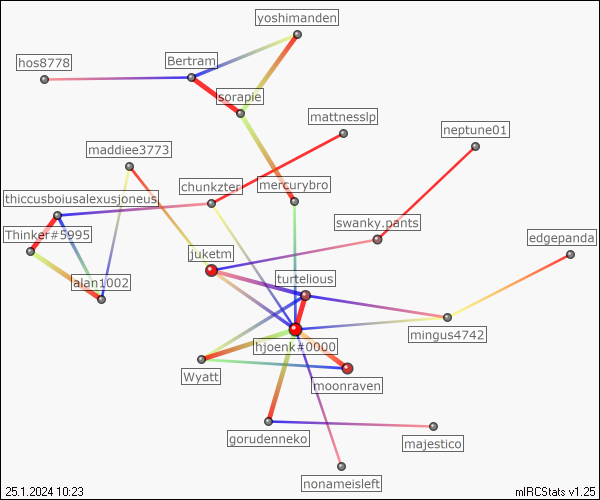 yoshimanden
hos8778
Bertram
sorapie
mattnesslp
neptune01
maddiee3773
chunkzter
mercurybro
thiccusboiusalexusjoneus
swanky.pants
Thinker#5995
edgepanda
juketm
alan1002
turtelious
mingus4742
hjoenk#0000
Wyatt
moonraven
gorudenneko
majestico
nonameisleft
25.1.2024 10:23
mIRCStats v1.25